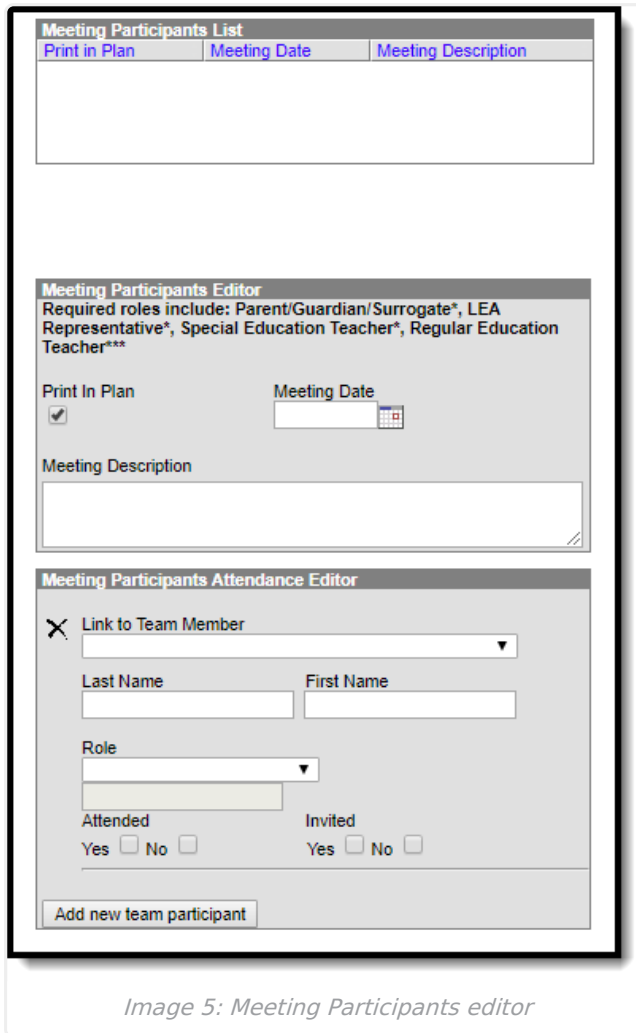 Meeting Participants List
Print in Plan Meeting Date Meeting Description
Meeting Participants Editor
Required roles include: Parent/Guardian/Surrogate*, LEA
Representative*, Special Education Teacher*, Regular Education
Teacher***
Print In Plan Meeting Date
Meeting Description
Meeting Participants Attendance Editor
Link to Team Member
Last Name First Name
Role
Attended Invited
Yes No Yes No
Add new team participant
Image 5: Meeting Participants editor